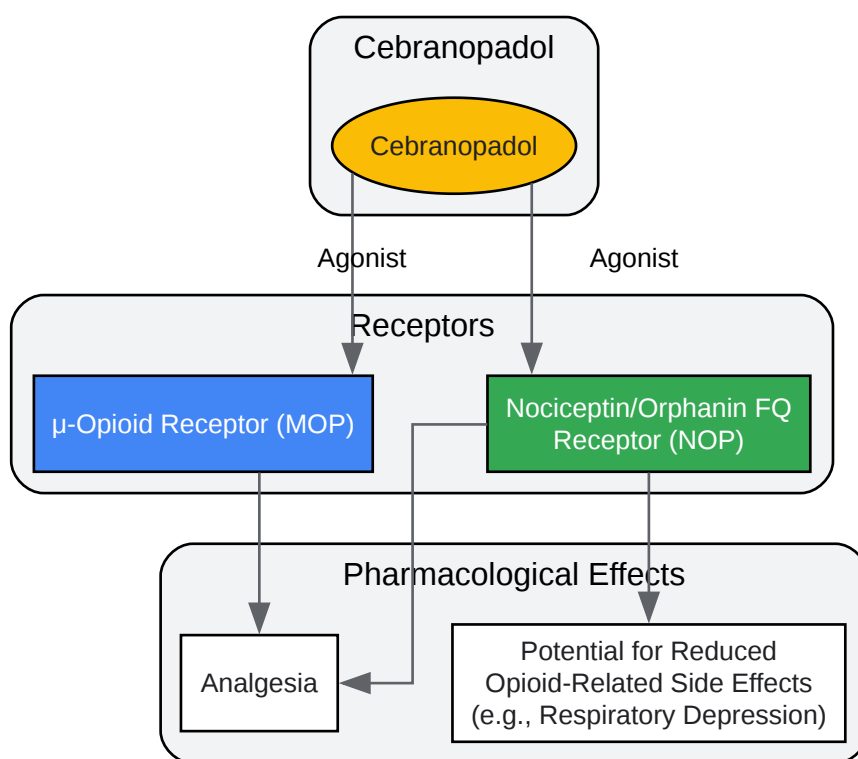 Cebranopadol
Cebranopadol
Agonist
Agonist
Receptors
μ-Opioid Receptor (MOP)
Nociceptin/Orphanin FQ
Receptor (NOP)
Pharmacological Effects
Analgesia
Potential for Reduced
Opioid-Related Side Effects
(e.g., Respiratory Depression)